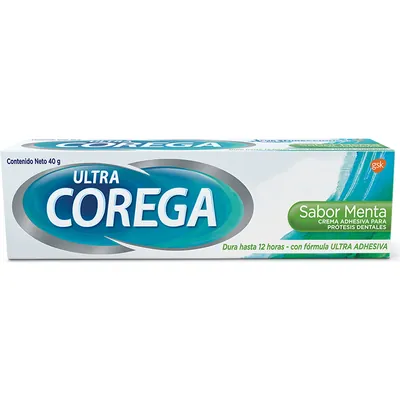 Contenido Neto 40 g
ULTRA
COREGA
gsk
Sabor Menta
CREMA ADHESIVA PARA
PRÓTESIS DENTALES
Dura hasta 12 horas - con fórmula ULTRA ADHESIVA